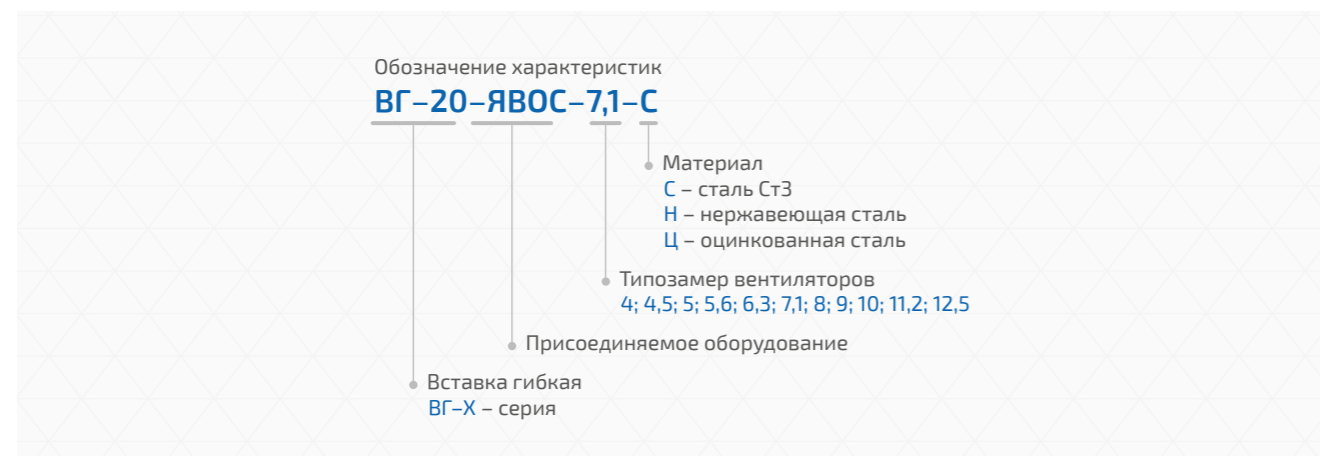 Обозначение характеристик
ВГ–20–ЯВОС–7,1–С
Материал
С – сталь Ст3
Н – нержавеющая сталь
Ц – оцинкованная сталь
Типозамер вентиляторов
4; 4,5; 5; 5,6; 6,3; 7,1; 8; 9; 10; 11,2; 12,5
Присоединяемое оборудование
Вставка гибкая
ВГ–Х – серия